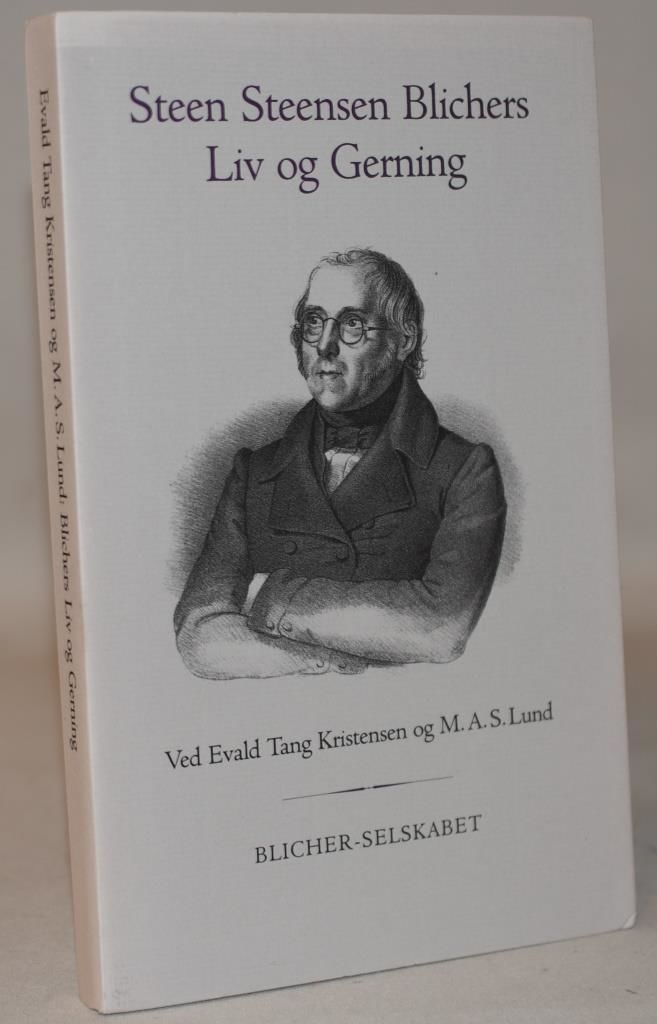 Steen Steensen Blichers
Liv og Gerning
Ved Evald Tang Kristensen og M. A. S. Lund
BLICHER-SELSKABET
Evald Tang Kristensen og M. A. S. Lund: Blichers Liv og Gerning